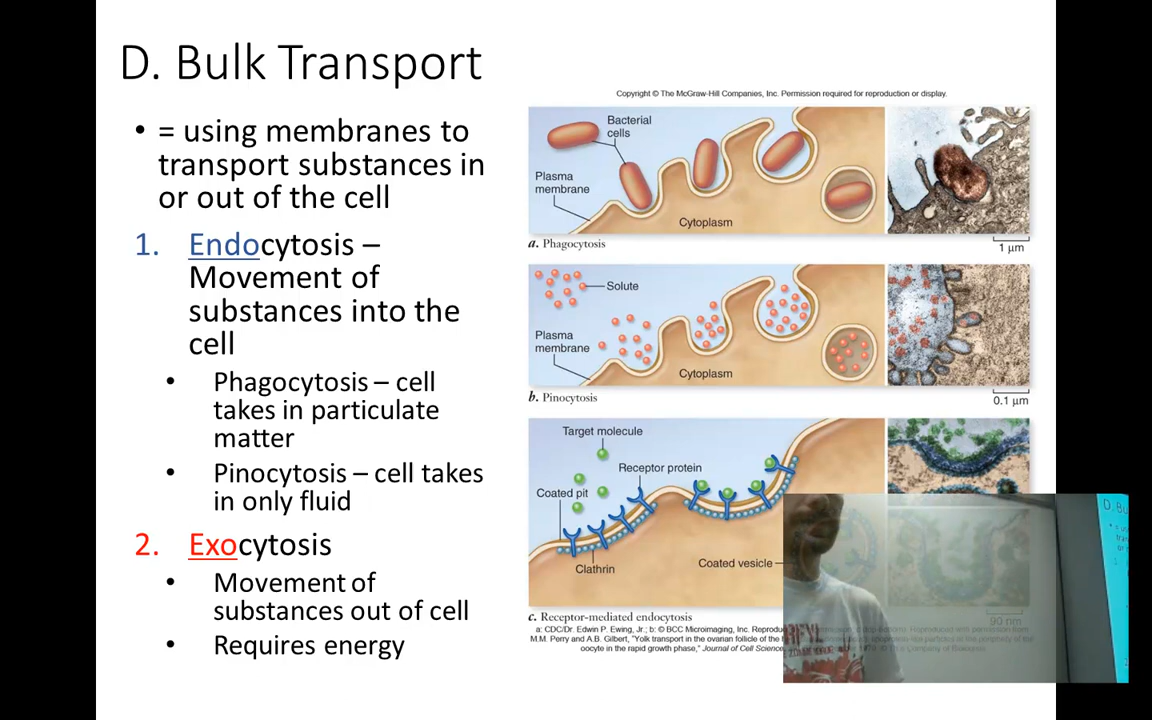 D. Bulk Transport
• = using membranes to
transport substances in
or out of the cell
1. Endocytosis –
Movement of
substances into the
cell
• Phagocytosis – cell
takes in particulate
matter
• Pinocytosis – cell takes
in only fluid
2. Exocytosis
• Movement of
substances out of cell
• Requires energy
Copyright © The McGraw-Hill Companies, Inc. Permission required for reproduction or display.
Bacterial
cells
Plasma
membrane
Cytoplasm
a. Phagocytosis
1 µm
Solute
Plasma
membrane
Cytoplasm
b. Pinocytosis
0.1 µm
Target molecule
Receptor protein
Coated pit
Clathrin
Coated vesicle
90 nm
c. Receptor-mediated endocytosis
a: CDC/Dr. Edwin P. Ewing, Jr.; b: © BCC Microimaging, Inc. Reproduced
M.M. Perry and A.B. Gilbert, "Yolk transport in the ovarian follicle of the
oocyte in the rapid growth phase," Journal of Cell Science
D. Bu